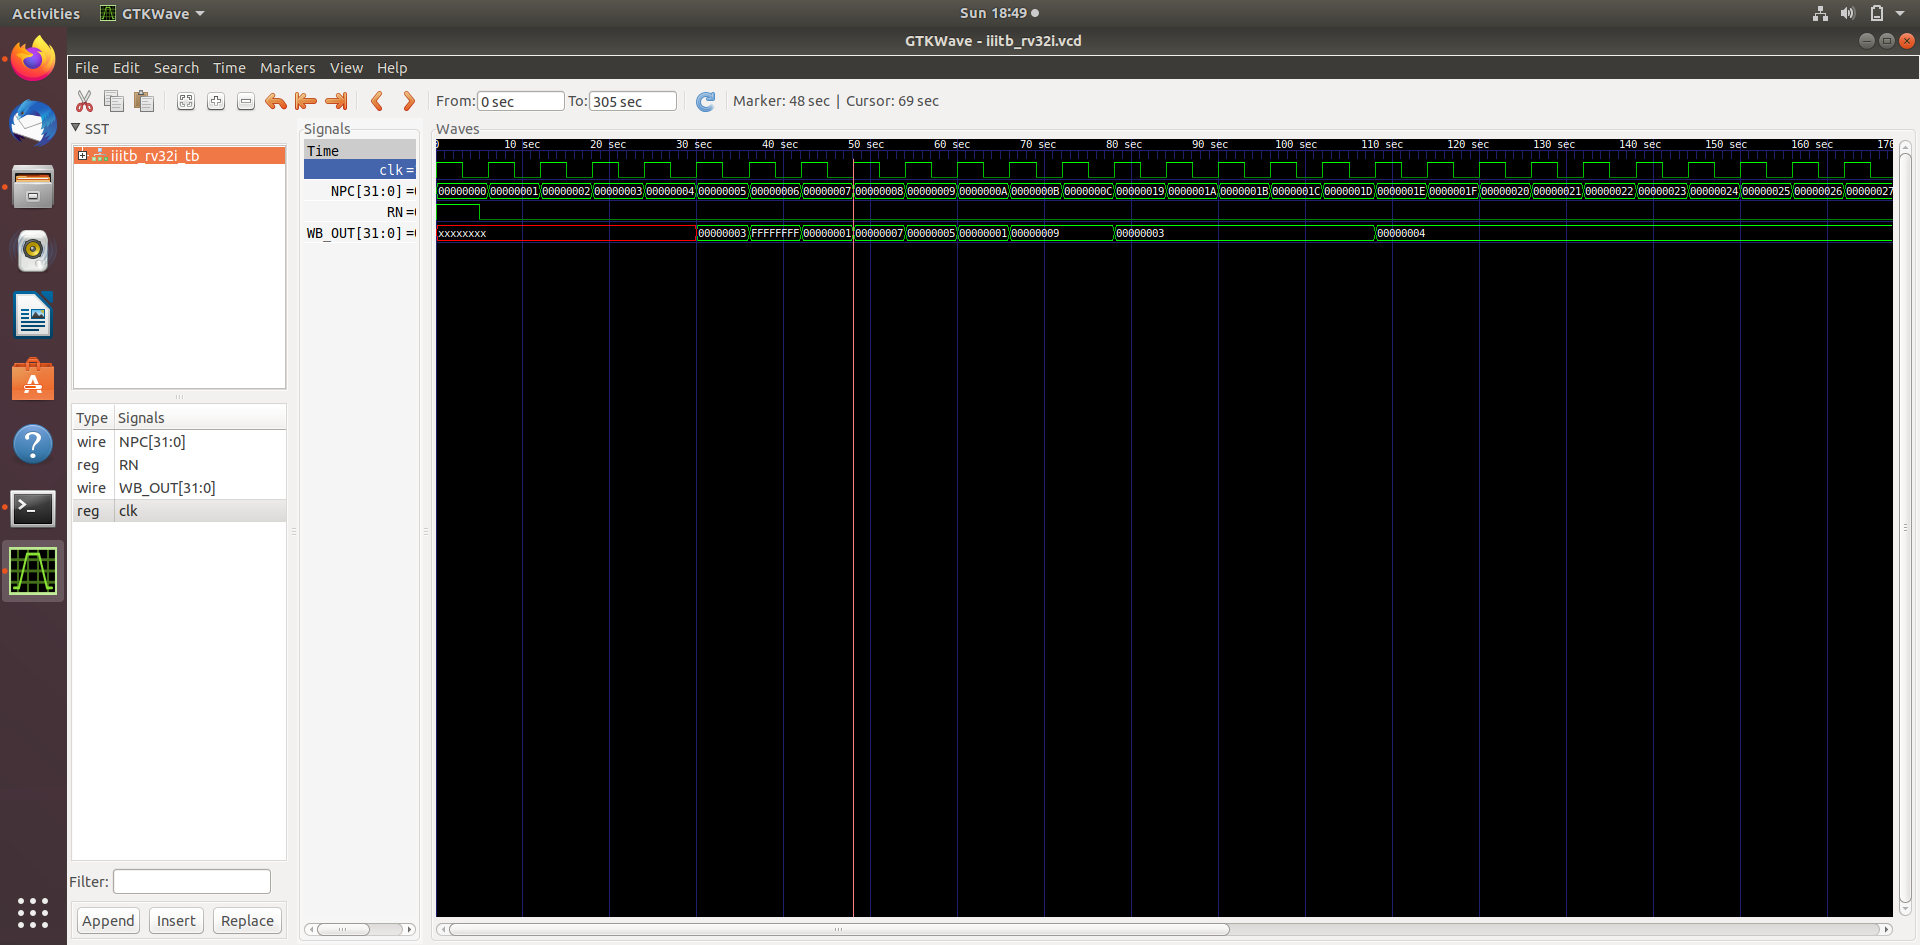 Activities GTKWave Sun 18:49
GTKWave - iiitb_rv32i.vcd
File Edit Search Time Markers View Help
From: 0 sec To: 305 sec Marker: 48 sec | Cursor: 69 sec
SST
iiitb_rv32i_tb
Type Signals
wire NPC[31:0]
reg RN
wire WB_OUT[31:0]
reg clk
Filter:
Append Insert Replace
Signals
Time
clk =
NPC[31:0] =
RN =
WB_OUT[31:0] =
Waves
0 10 sec 20 sec 30 sec 40 sec 50 sec 60 sec 70 sec 80 sec 90 sec 100 sec 110 sec 120 sec 130 sec 140 sec 150 sec 160 sec 170
00000000 00000001 00000002 00000003 00000004 00000005 00000006 00000007 00000008 00000009 0000000A 0000000B 0000000C 00000019 0000001A 0000001B 0000001C 0000001D 0000001E 0000001F 00000020 00000021 00000022 00000023 00000024 00000025 00000026 00000027
xxxxxxxx 00000003 FFFFFFFF 00000001 00000007 00000005 00000001 00000009 00000003 00000004